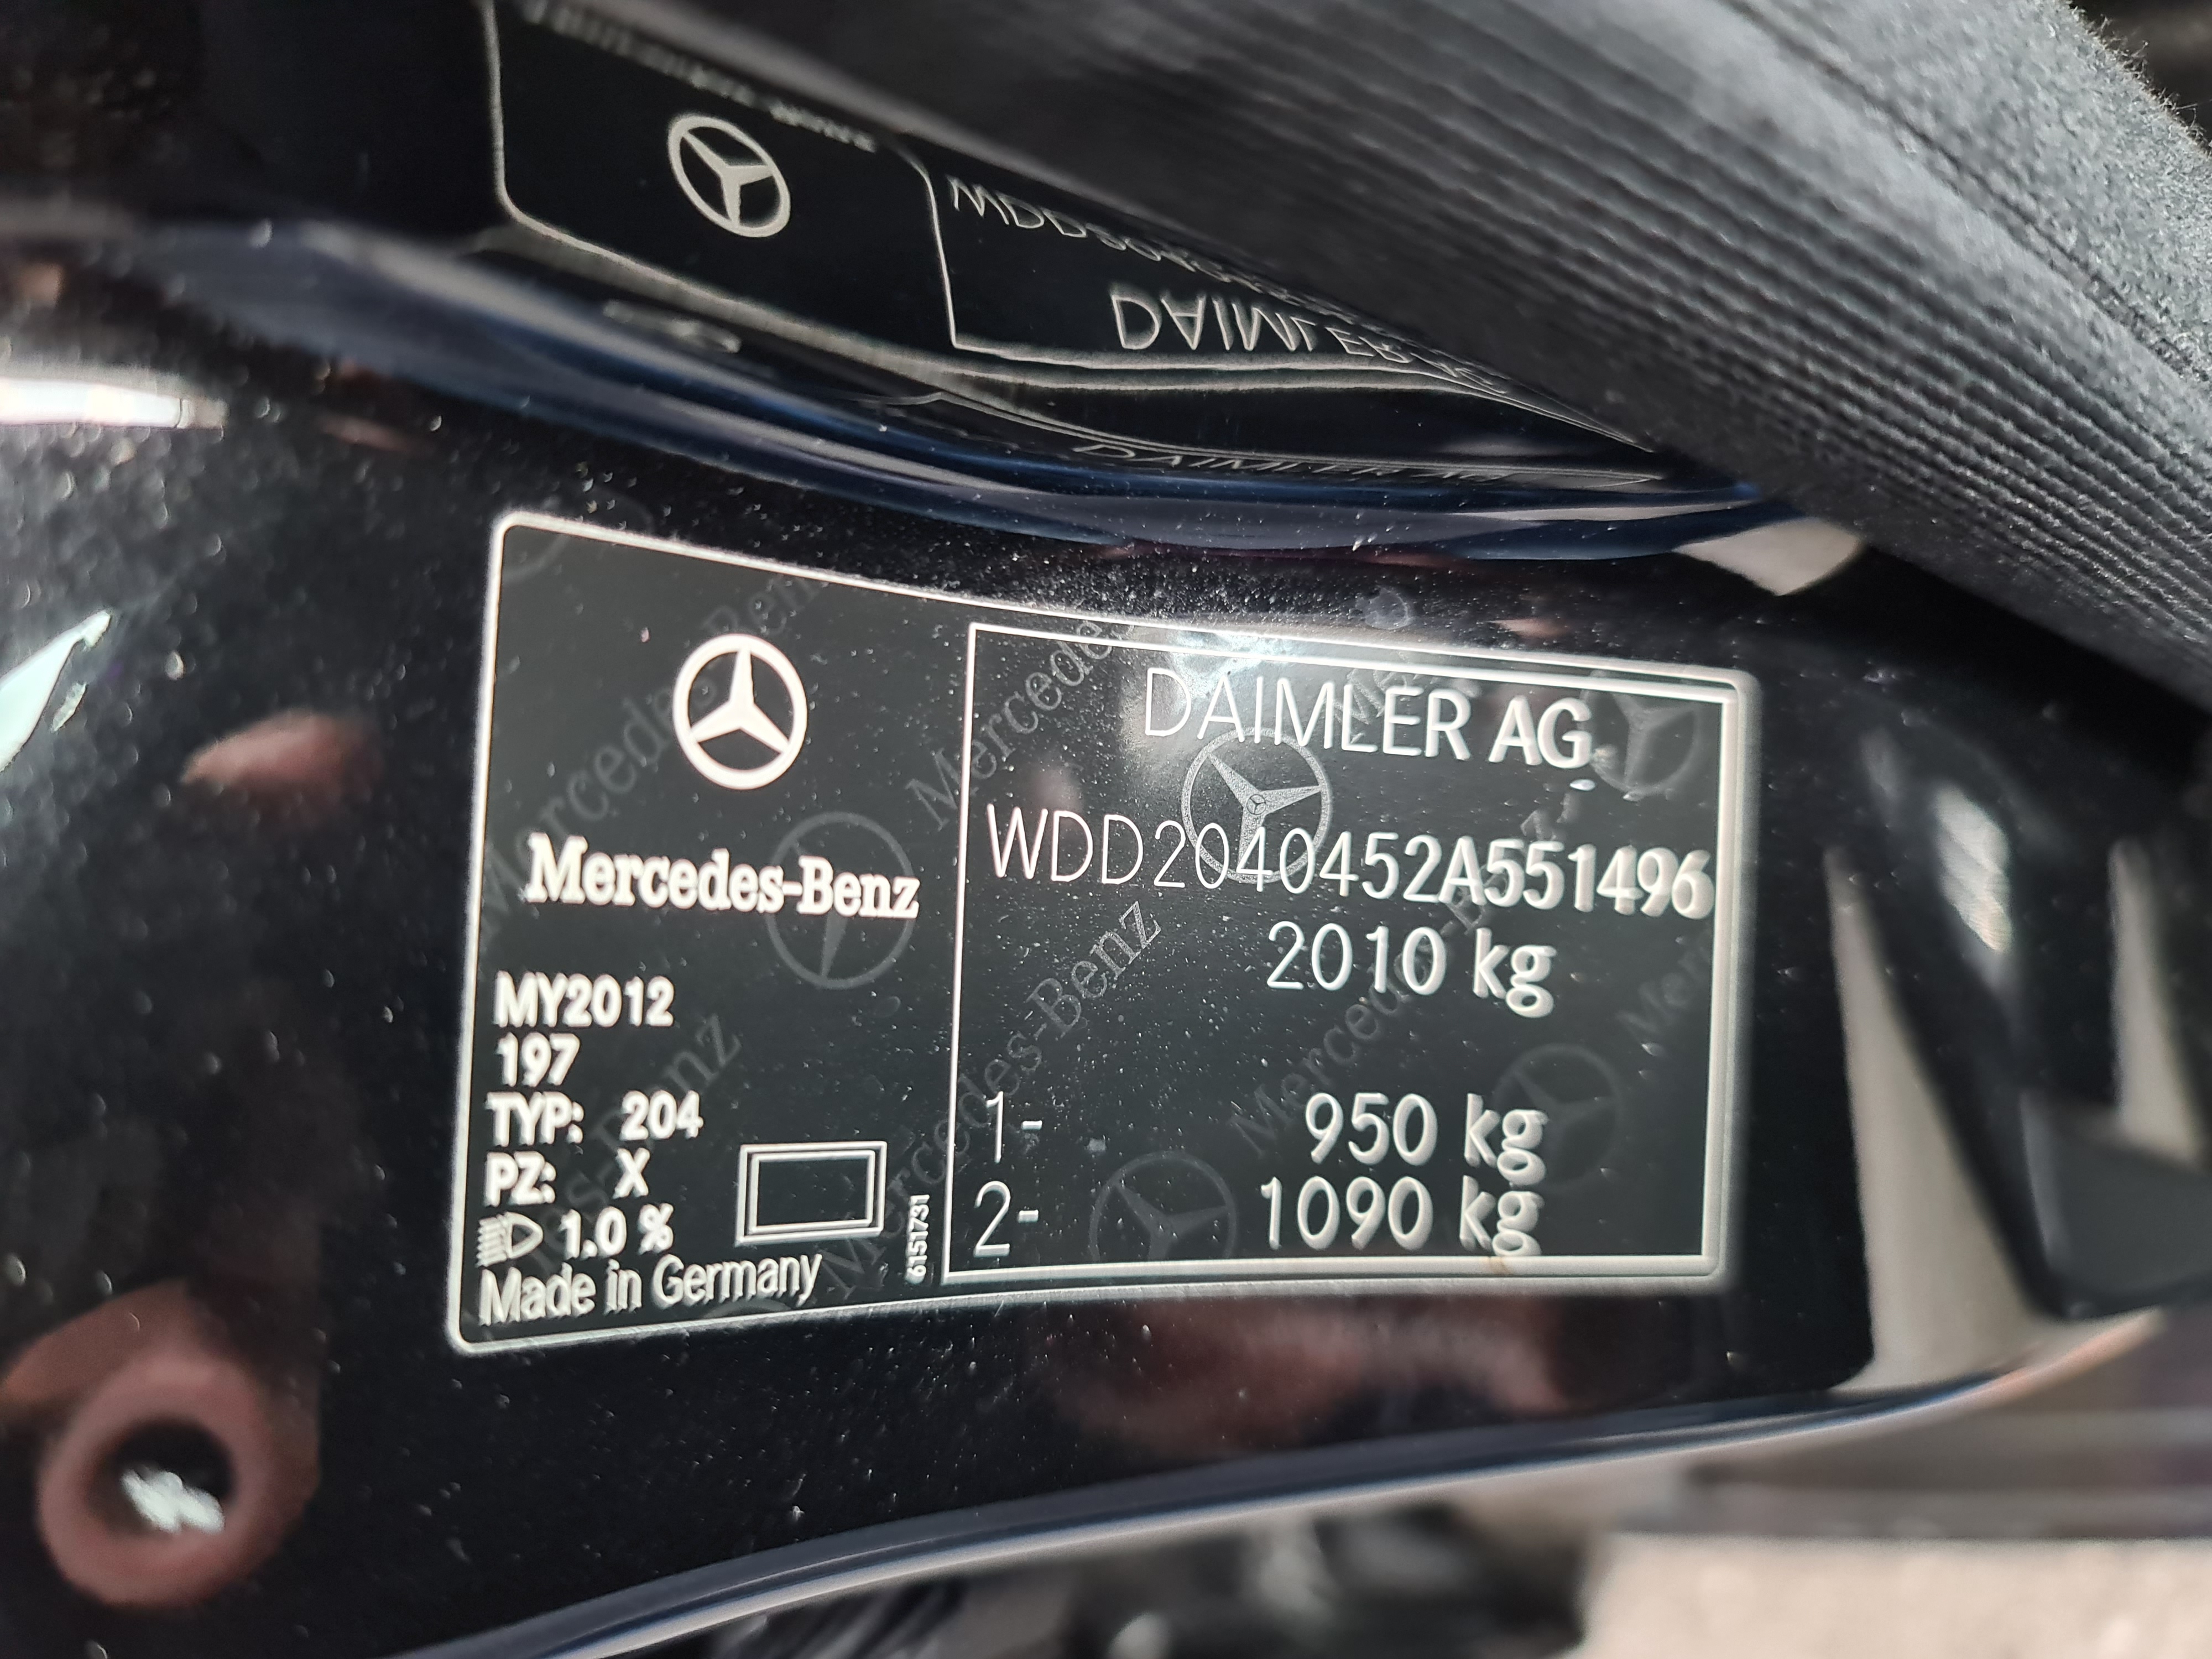 DAIMLER AG
Mercedes-Benz
WDD2040452A551496
2010 kg
1- 950 kg
2- 1090 kg
MY2012
197
TYP: 204
PZ: X
1.0 %
Made in Germany
6151731